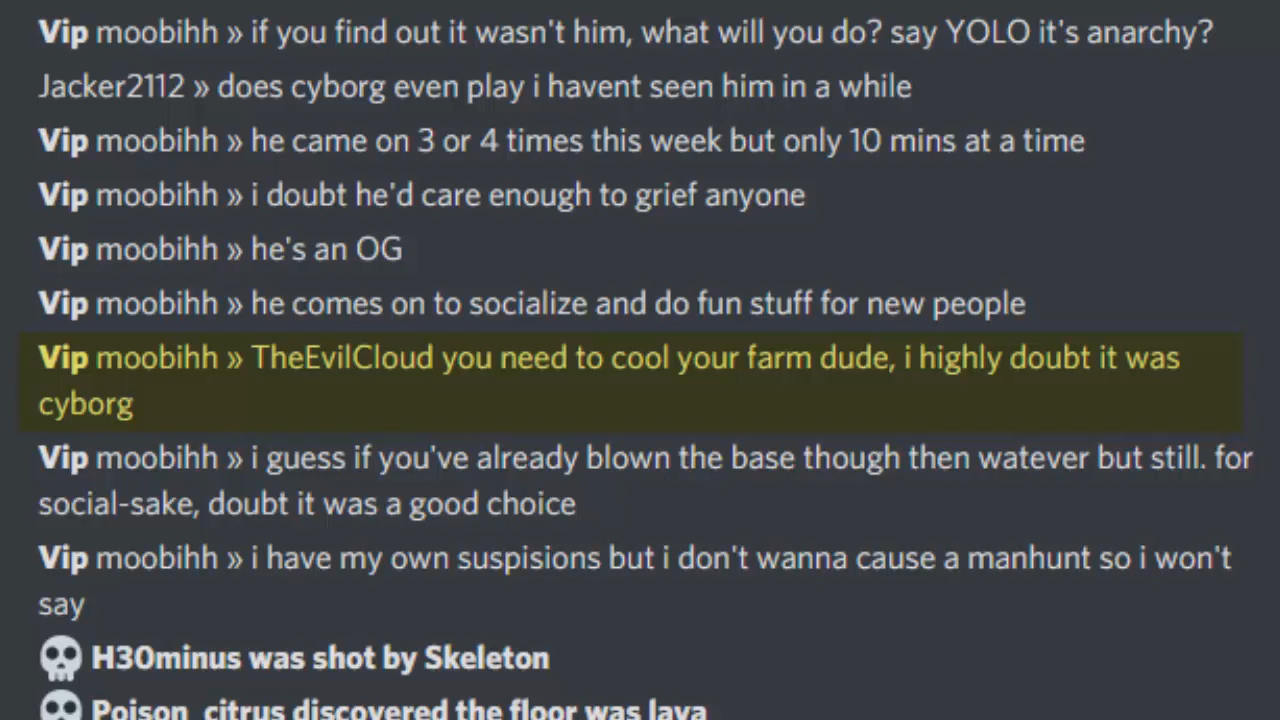 Vip moobihh » if you find out it wasn't him, what will you do? say YOLO it's anarchy?
Jacker2112 » does cyborg even play i havent seen him in a while
Vip moobihh » he came on 3 or 4 times this week but only 10 mins at a time
Vip moobihh » i doubt he'd care enough to grief anyone
Vip moobihh » he's an OG
Vip moobihh » he comes on to socialize and do fun stuff for new people
Vip moobihh » TheEvilCloud you need to cool your farm dude, i highly doubt it was
cyborg
Vip moobihh » i guess if you've already blown the base though then watever but still. for
social-sake, doubt it was a good choice
Vip moobihh » i have my own suspisions but i don't wanna cause a manhunt so i won't
say
H30minus was shot by Skeleton
Poison_citrus discovered the floor was lava